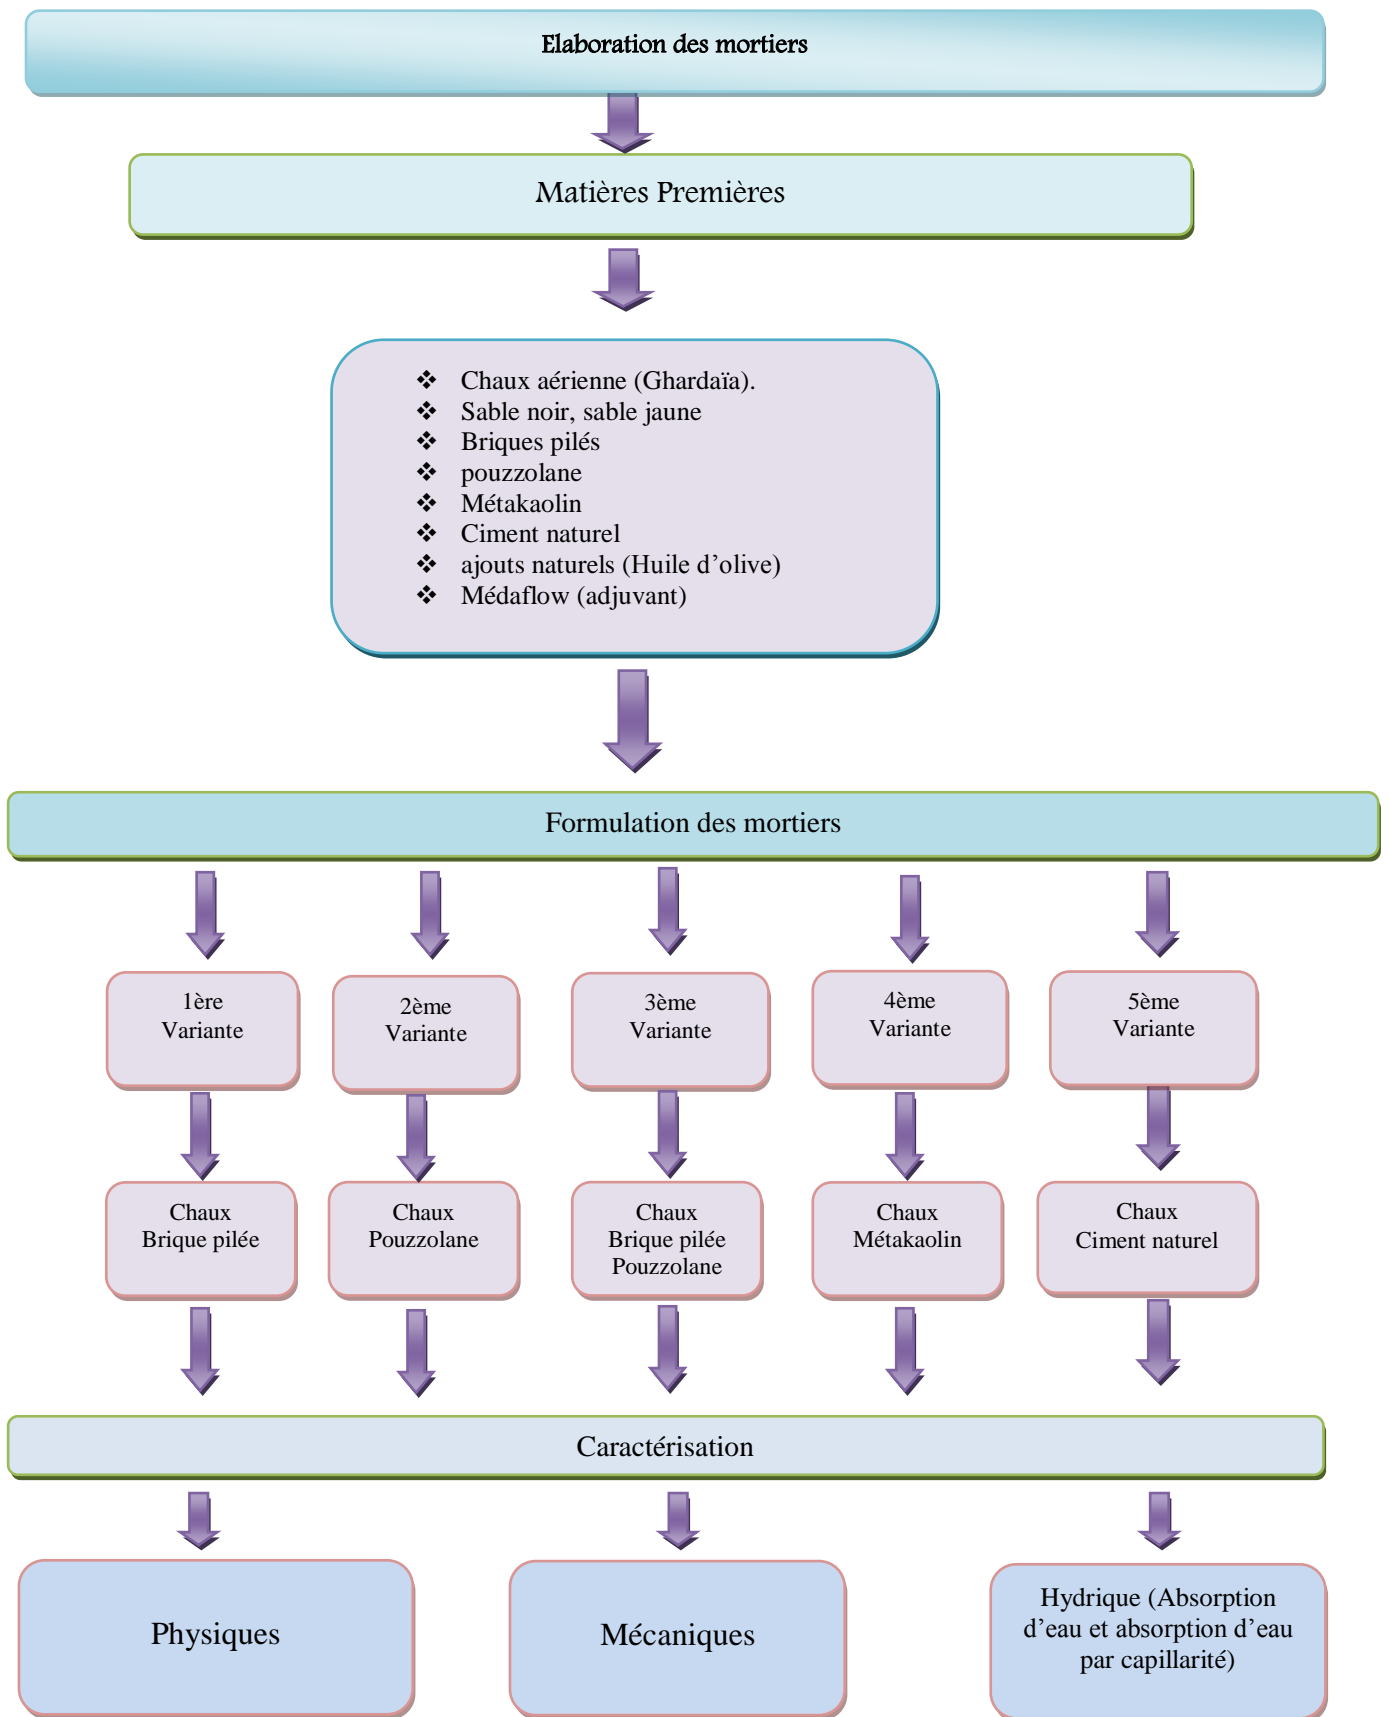 Elaboration des mortiers
Matières Premières
❖ Chaux aérienne (Ghardaïa).
❖ Sable noir, sable jaune
❖ Briques pilés
❖ pouzzolane
❖ Métakaolin
❖ Ciment naturel
❖ ajouts naturels (Huile d’olive)
❖ Médaflow (adjuvant)
Formulation des mortiers
1ère
Variante
2ème
Variante
3ème
Variante
4ème
Variante
5ème
Variante
Chaux
Brique pilée
Chaux
Pouzzolane
Chaux
Brique pilée
Pouzzolane
Chaux
Métakaolin
Chaux
Ciment naturel
Caractérisation
Physiques
Mécaniques
Hydrique (Absorption
d’eau et absorption d’eau
par capillarité)